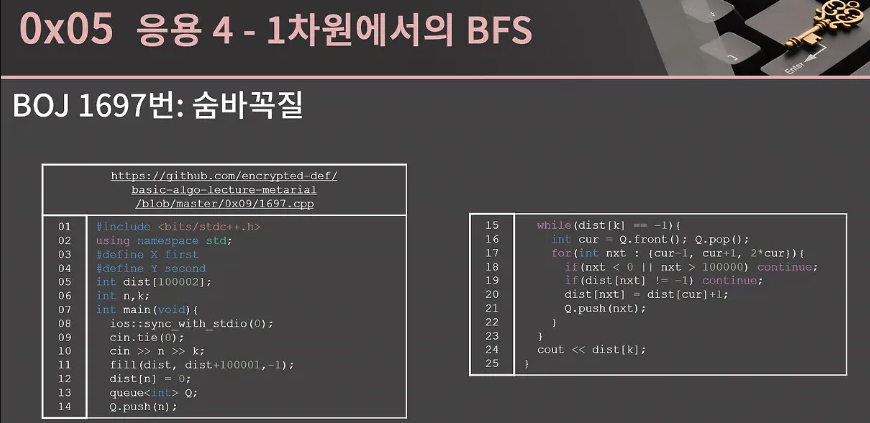 0x05 응용 4 - 1차원에서의 BFS
Enter
BOJ 1697번: 숨바꼭질
https://github.com/encrypted-def/
basic-algo-lecture-metarial
/blob/master/0x09/1697.cpp
01 #include <bits/stdc++.h>
02 using namespace std;
03 #define X first
04 #define Y second
05 int dist[100002];
06 int n,k;
07 int main(void){
08 ios::sync_with_stdio(0);
09 cin.tie(0);
10 cin >> n >> k;
11 fill(dist, dist+100001,-1);
12 dist[n] = 0;
13 queue<int> Q;
14 Q.push(n);
15 while(dist[k] == -1){
16 int cur = Q.front(); Q.pop();
17 for(int nxt : {cur-1, cur+1, 2*cur}){
18 if(nxt < 0 || nxt > 100000) continue;
19 if(dist[nxt] != -1) continue;
20 dist[nxt] = dist[cur]+1;
21 Q.push(nxt);
22 }
23 }
24 cout << dist[k];
25 }